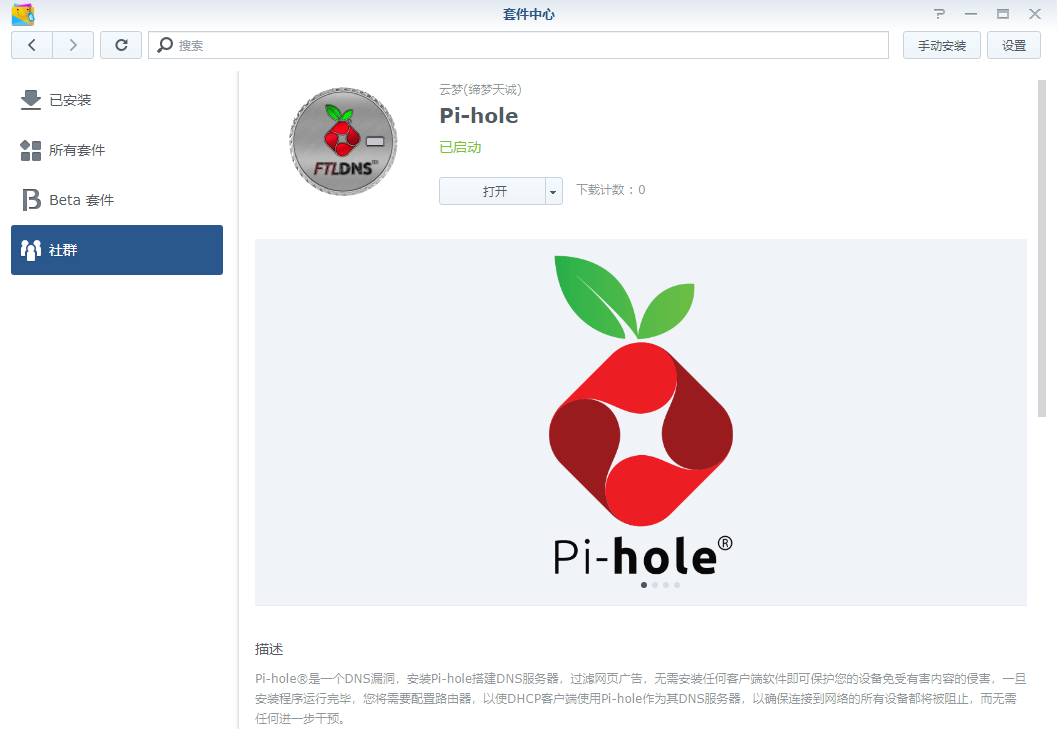 套件中心
搜索
手动安装
设置
已安装
所有套件
Beta 套件
社群
云梦(缔梦天诚)
Pi-hole
已启动
打开
下载计数：0
FTLDNS™
Pi-hole®
描述
Pi-hole®是一个DNS漏洞，安装Pi-hole搭建DNS服务器，过滤网页广告，无需安装任何客户端软件即可保护您的设备免受有害内容的侵害，一旦
安装程序运行完毕，您将需要配置路由器，以使DHCP客户端使用Pi-hole作为其DNS服务器，以确保连接到网络的所有设备都将被阻止，而无需
任何进一步干预。